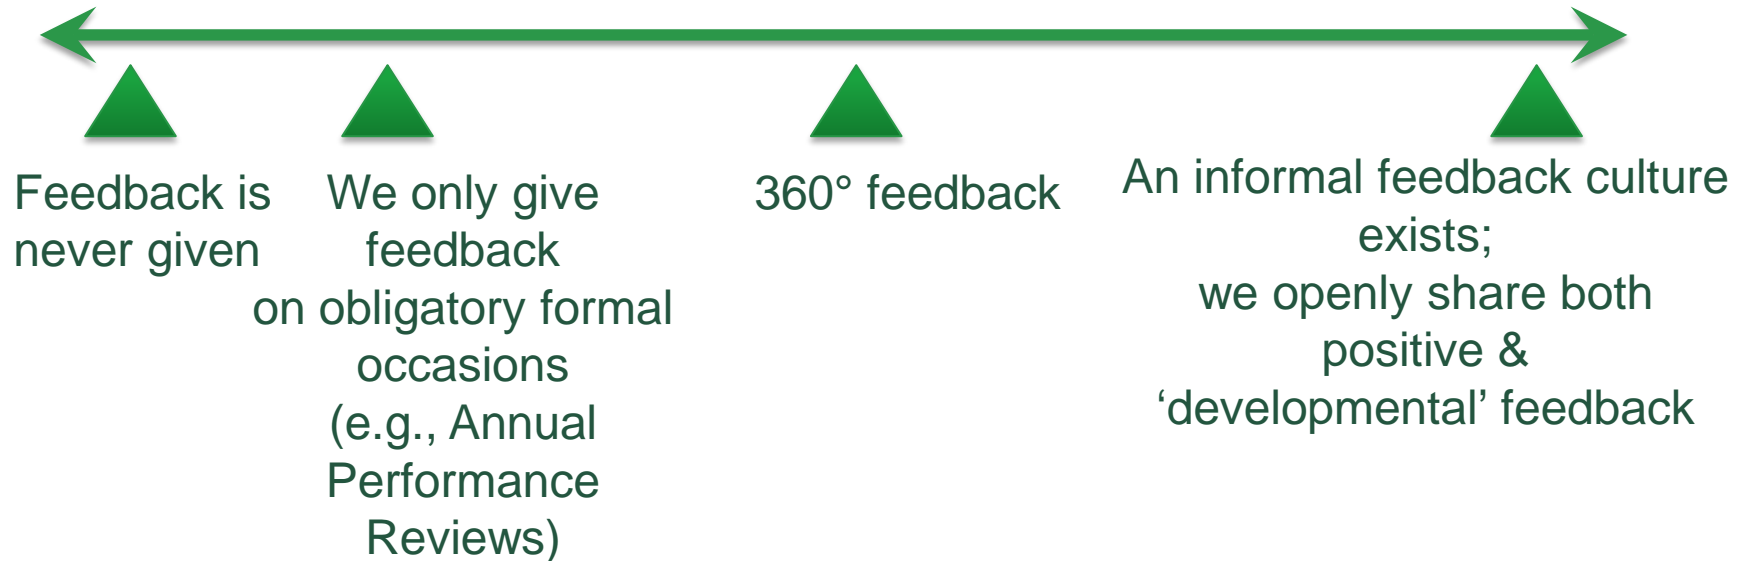 Feedback is
never given
We only give
feedback
on obligatory formal
occasions
(e.g., Annual
Performance
Reviews)
360° feedback
An informal feedback culture
exists;
we openly share both
positive &
‘developmental’ feedback